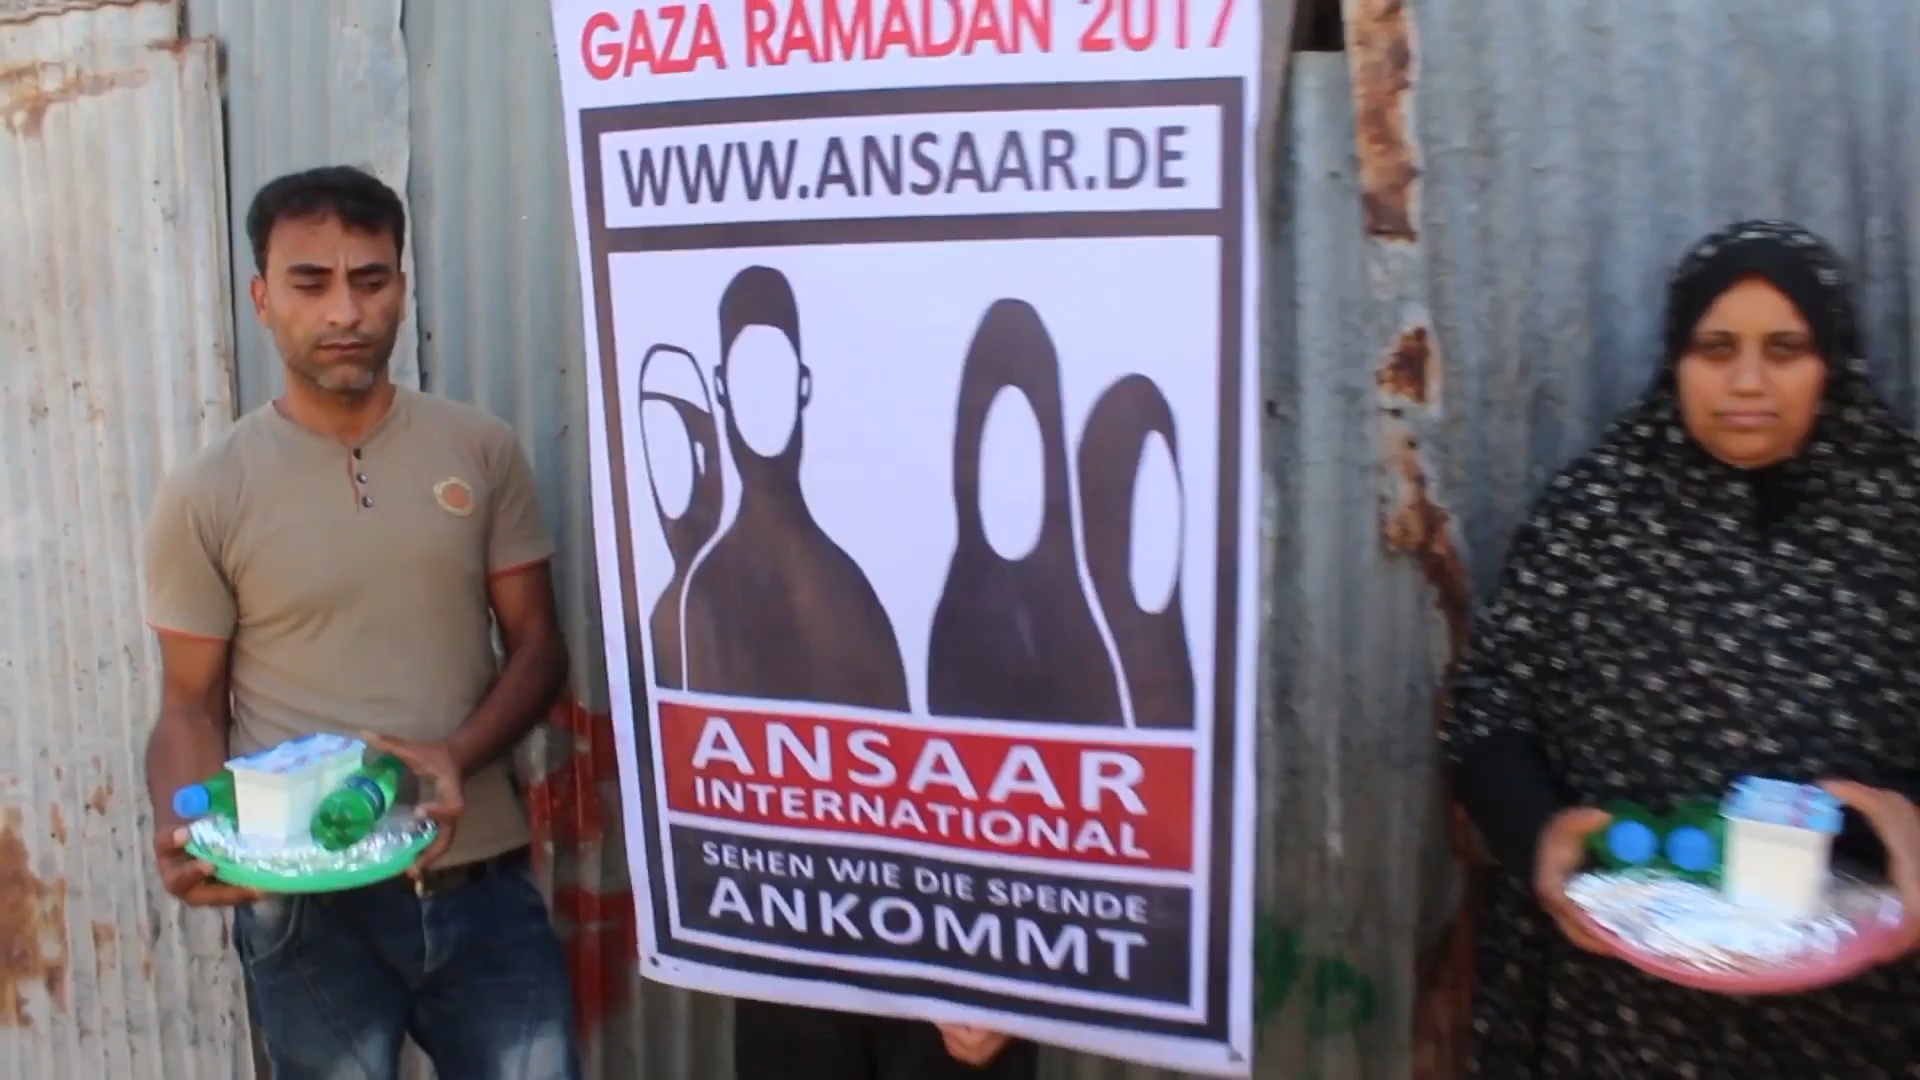 GAZA RAMADAN 2017
WWW.ANSAAR.DE
ANSAAR
INTERNATIONAL
SEHEN WIE DIE SPENDE
ANKOMMT